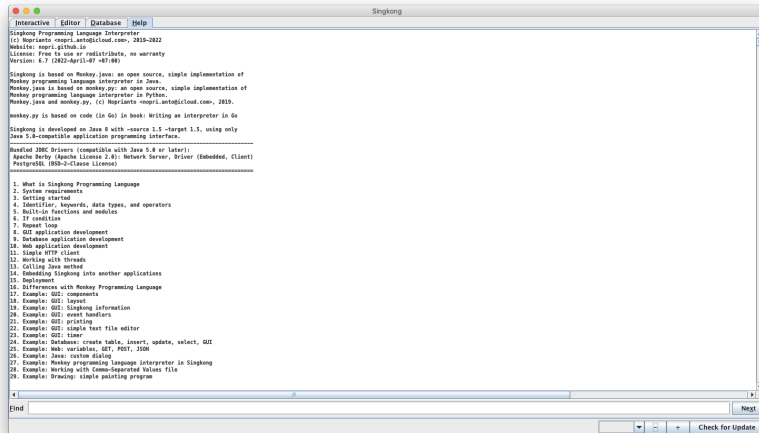 Singkong
Interactive Editor Database Help
Singkong Programming Language Interpreter
(c) Noprianto <nopri.anto@icloud.com>, 2019-2022
Website: nopri.github.io
License: Free to use or redistribute, no warranty
Version: 6.7 (2022-April-07 +07:00)
Singkong is based on Monkey.java: an open source, simple implementation of
Monkey programming language interpreter in Java.
Monkey.java is based on monkey.py: an open source, simple implementation of
Monkey programming language interpreter in Python.
Monkey.java and monkey.py, (c) Noprianto <nopri.anto@icloud.com>, 2019.
monkey.py is based on code (in Go) in book: Writing an interpreter in Go
Singkong is developed on Java 8 with -source 1.5 -target 1.5, using only
Java 5.0-compatible application programming interface.
================================================================
Bundled JDBC Drivers (compatible with Java 5.0 or later):
Apache Derby (Apache License 2.0): Network Server, Driver (Embedded, Client)
PostgreSQL (BSD-2-Clause License)
================================================================
1. What is Singkong Programming Language
2. System requirements
3. Getting started
4. Identifier, keywords, data types, and operators
5. Built-in functions and modules
6. If condition
7. Repeat loop
8. GUI application development
9. Database application development
10. Web application development
11. Simple HTTP client
12. Working with threads
13. Calling Java method
14. Embedding Singkong into another applications
15. Deployment
16. Differences with Monkey Programming Language
17. Example: GUI: components
18. Example: GUI: layout
19. Example: GUI: Singkong information
20. Example: GUI: event handlers
21. Example: GUI: printing
22. Example: GUI: simple text file editor
23. Example: GUI: timer
24. Example: Database: create table, insert, update, select, GUI
25. Example: Web: variables, GET, POST, JSON
26. Example: Java: custom dialog
27. Example: Monkey programming language interpreter in Singkong
28. Example: Working with Comma-Separated Values file
29. Example: Drawing: simple painting program
Find Next
- + Check for Update